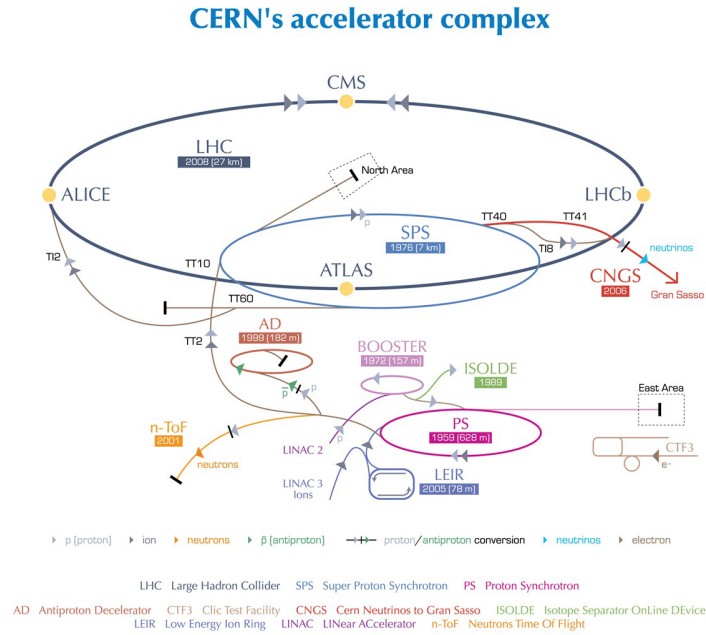 CERN's accelerator complex
CMS
LHC
2008 (27 km)
North Area
ALICE
LHCb
TT40
TT41
SPS
1976 (7 km)
p
TI8
TI2
TT10
neutrinos
ATLAS
CNGS
2006
Gran Sasso
TT60
AD
1999 (182 m)
TT2
BOOSTER
1972 (157 m)
ISOLDE
1989
p̅
p
East Area
n-ToF
2001
PS
1959 (628 m)
p
LINAC 2
neutrons
CTF3
e-
LEIR
2005 (78 m)
LINAC 3
Ions
p (proton) ion neutrons p̅ (antiproton) proton/antiproton conversion neutrinos electron
LHC Large Hadron Collider SPS Super Proton Synchrotron PS Proton Synchrotron
AD Antiproton Decelerator CTF3 Clic Test Facility CNGS Cern Neutrinos to Gran Sasso ISOLDE Isotope Separator OnLine DEvice
LEIR Low Energy Ion Ring LINAC LINear ACcelerator n-ToF Neutrons Time Of Flight